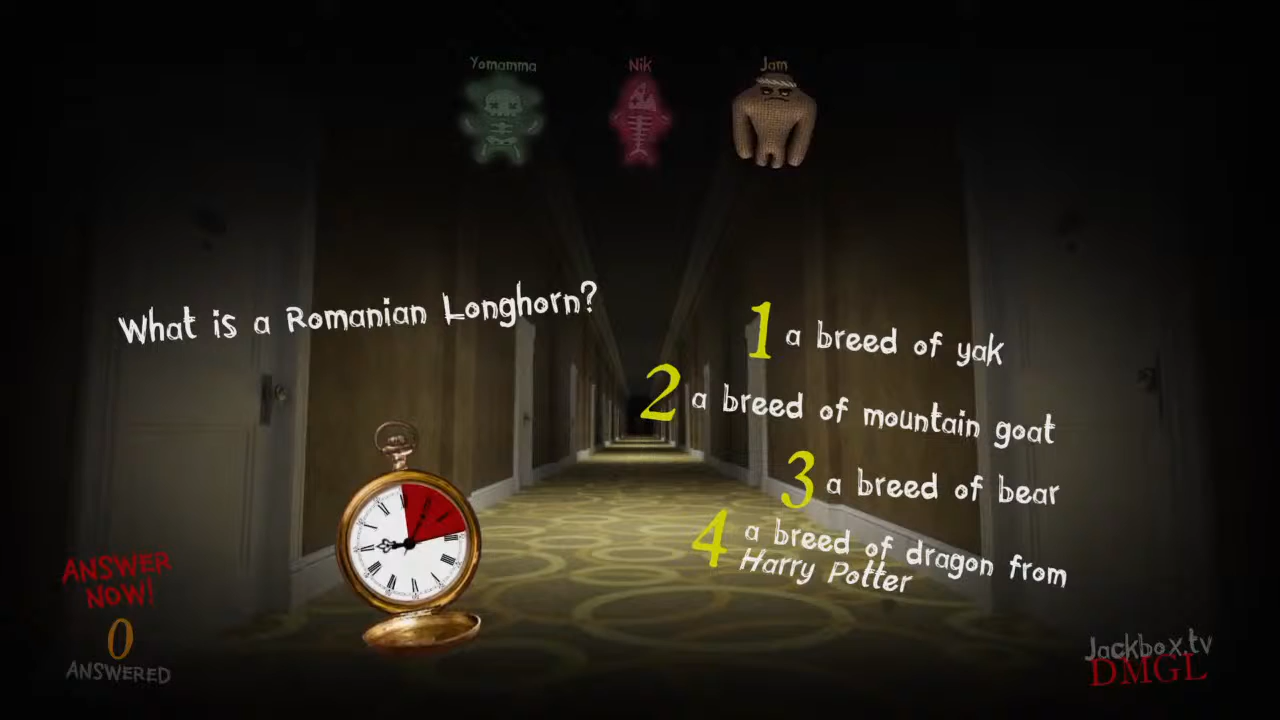 Yomamma
Nik
Jam
What is a Romanian Longhorn?
1 a breed of yak
2 a breed of mountain goat
3 a breed of bear
4 a breed of dragon from
Harry Potter
ANSWER
NOW!
0
ANSWERED
Jackbox.tv
DMGL